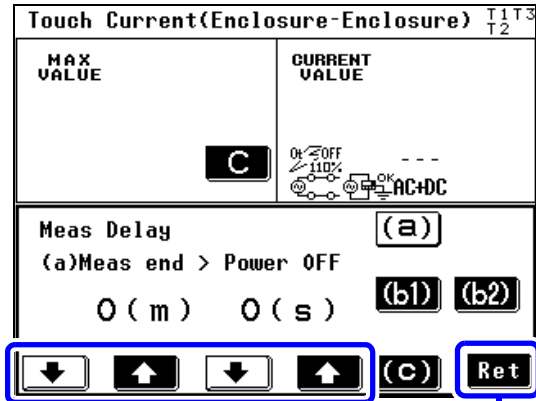 Touch Current(Enclosure-Enclosure) T1T3
T2
MAX
VALUE
C
CURRENT
VALUE
OFF
110%
---
OK
AC+DC
Meas Delay
(a)
(a)Meas end > Power OFF
0(m) 0(s)
(b1) (b2)
(c)
Ret